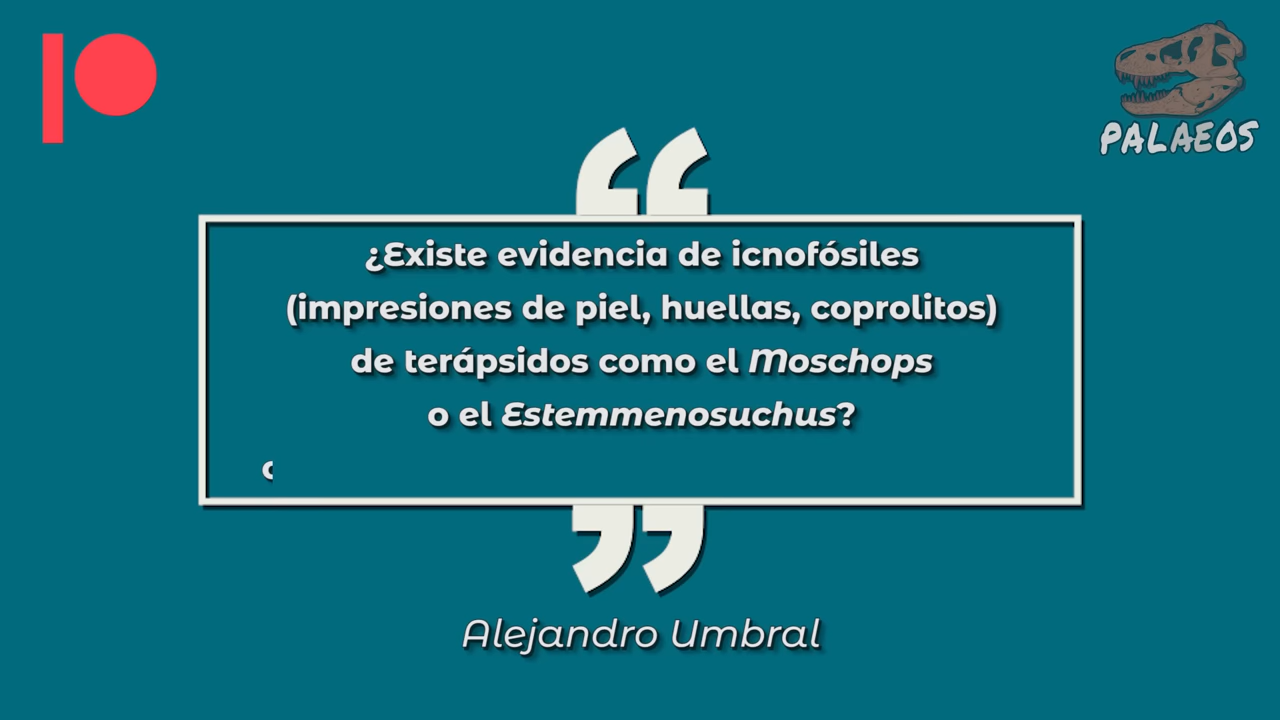 PALAEOS
¿Existe evidencia de icnofósiles
(impresiones de piel, huellas, coprolitos)
de terápsidos como el Moschops
o el Estemmenosuchus?
Alejandro Umbral